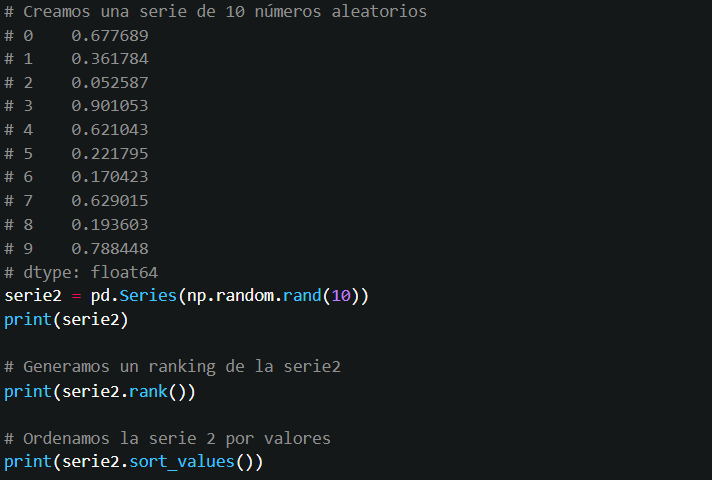 # Creamos una serie de 10 números aleatorios
# 0    0.677689
# 1    0.361784
# 2    0.052587
# 3    0.901053
# 4    0.621043
# 5    0.221795
# 6    0.170423
# 7    0.629015
# 8    0.193603
# 9    0.788448
# dtype: float64
serie2 = pd.Series(np.random.rand(10))
print(serie2)

# Generamos un ranking de la serie2
print(serie2.rank())

# Ordenamos la serie 2 por valores
print(serie2.sort_values())